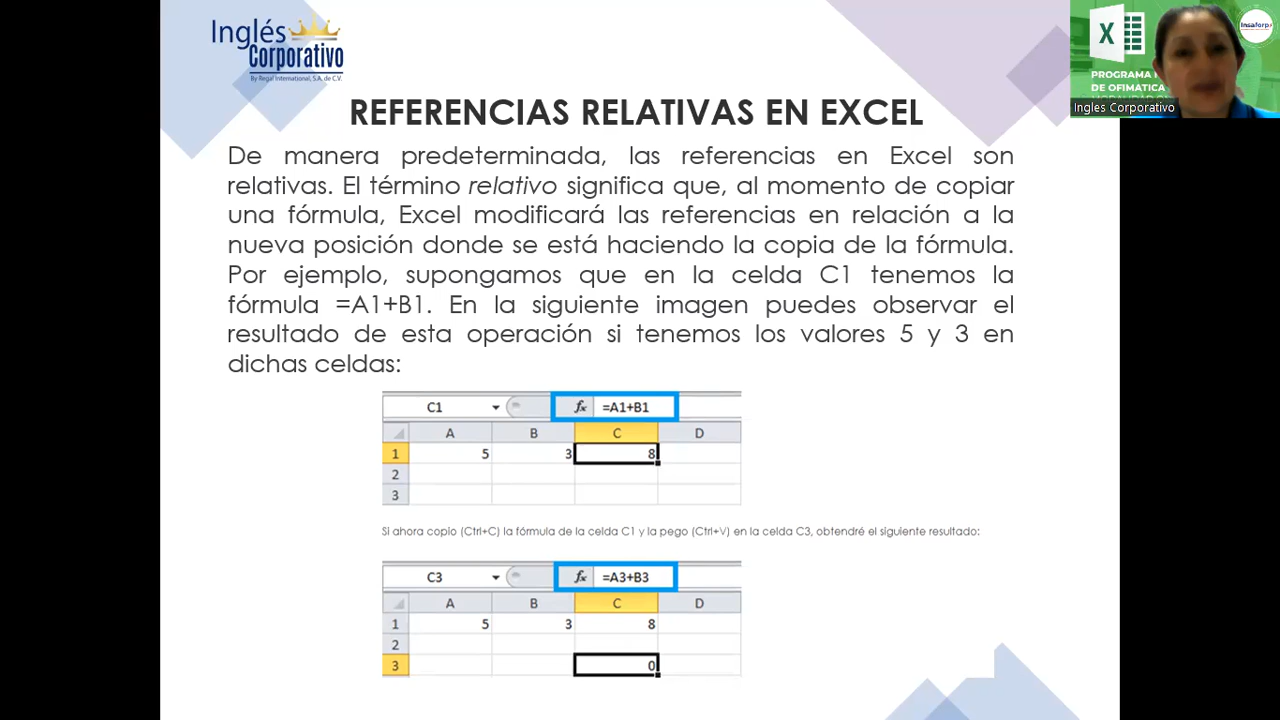 Inglés
Corporativo
By Regal International, S.A. de C.V.
Insaforp
PROGRAMA
DE OFIMATICA
Ingles Corporativo
REFERENCIAS RELATIVAS EN EXCEL
De manera predeterminada, las referencias en Excel son
relativas. El término relativo significa que, al momento de copiar
una fórmula, Excel modificará las referencias en relación a la
nueva posición donde se está haciendo la copia de la fórmula.
Por ejemplo, supongamos que en la celda C1 tenemos la
fórmula =A1+B1. En la siguiente imagen puedes observar el
resultado de esta operación si tenemos los valores 5 y 3 en
dichas celdas:
C1 fx =A1+B1
A B C D
1 5 3 8
2
3
Si ahora copio (Ctrl+C) la fórmula de la celda C1 y la pego (Ctrl+V) en la celda C3, obtendré el siguiente resultado:
C3 fx =A3+B3
A B C D
1 5 3 8
2
3 0